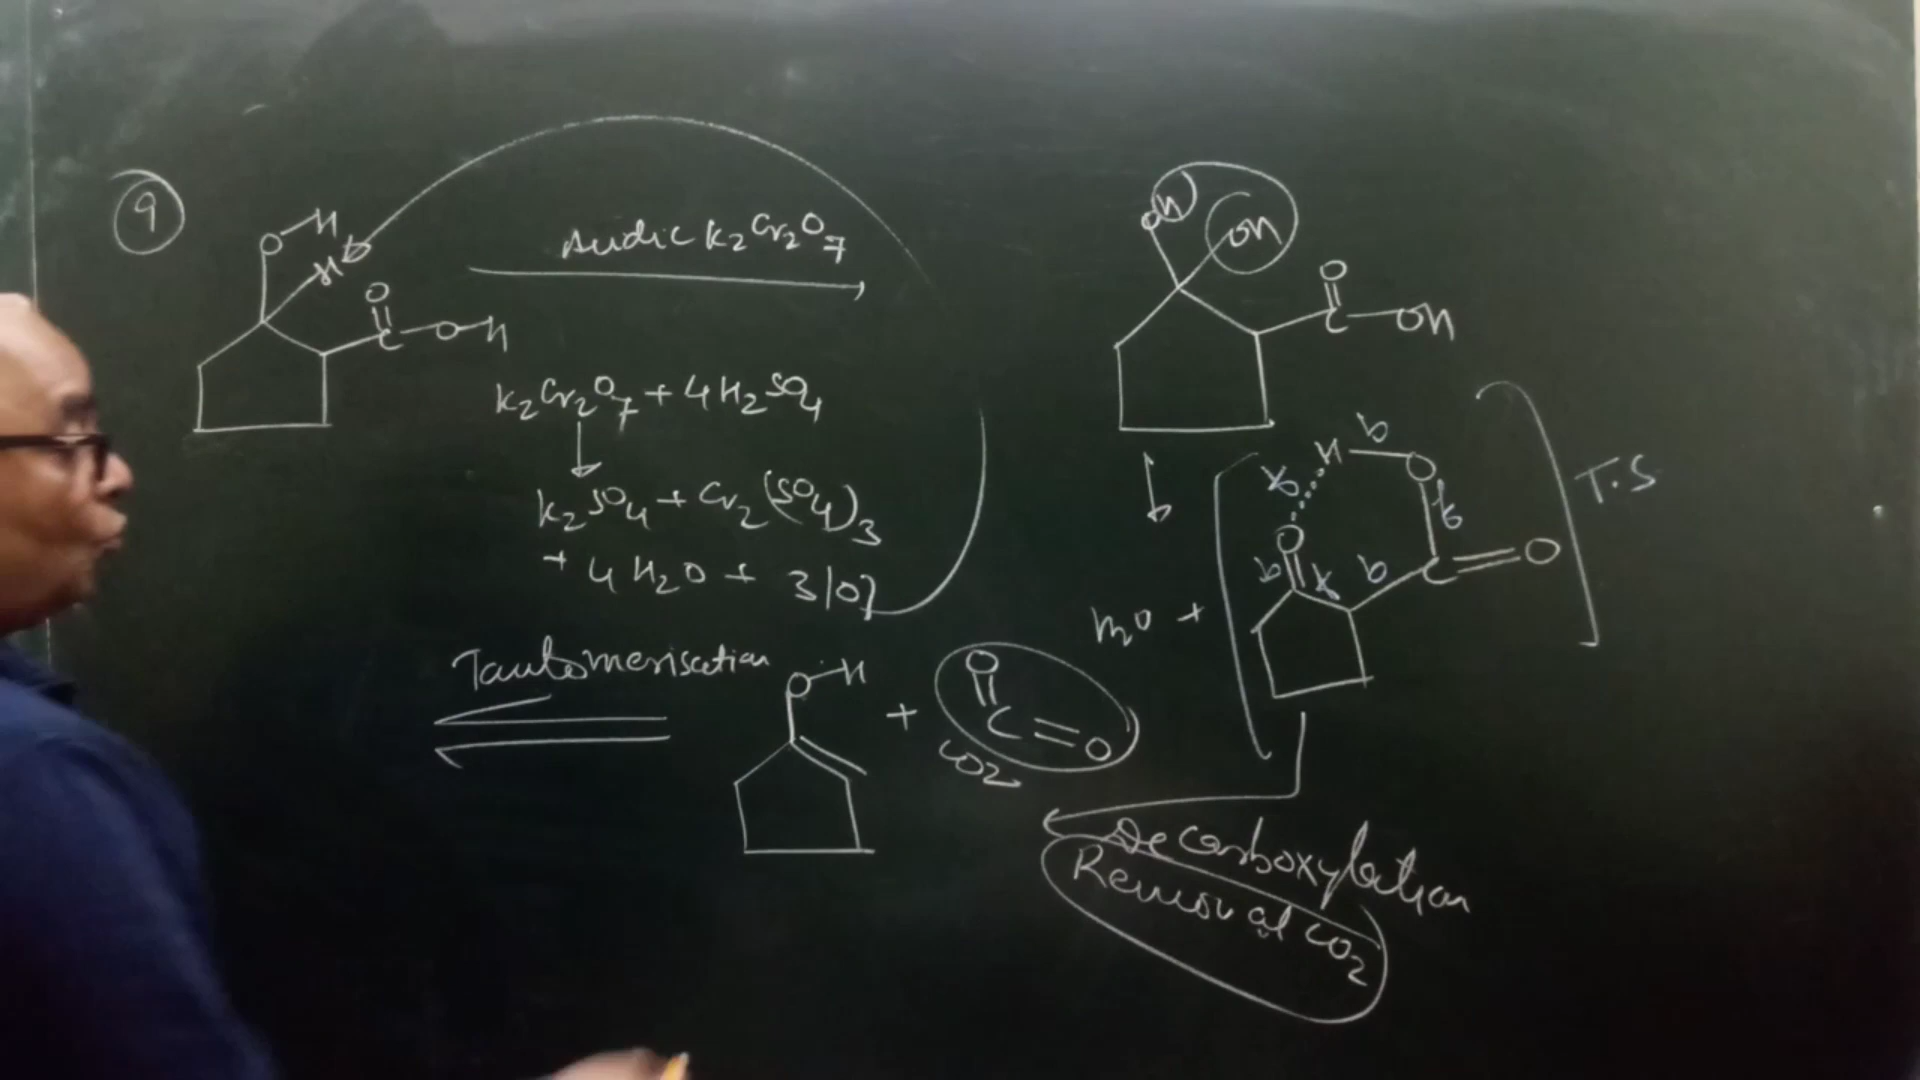 9
O-H
H
O
C-O-H
Acidic K2Cr2O7
K2Cr2O7 + 4H2SO4
K2SO4 + Cr2(SO4)3
+ 4H2O + 3[O]
OH
OH
O
C-OH
H b O
b
O b
b b C=O
T.S
H2O +
Tautomerisation
O-H
+
O
C=O
CO2
Decarboxylation
Removal CO2